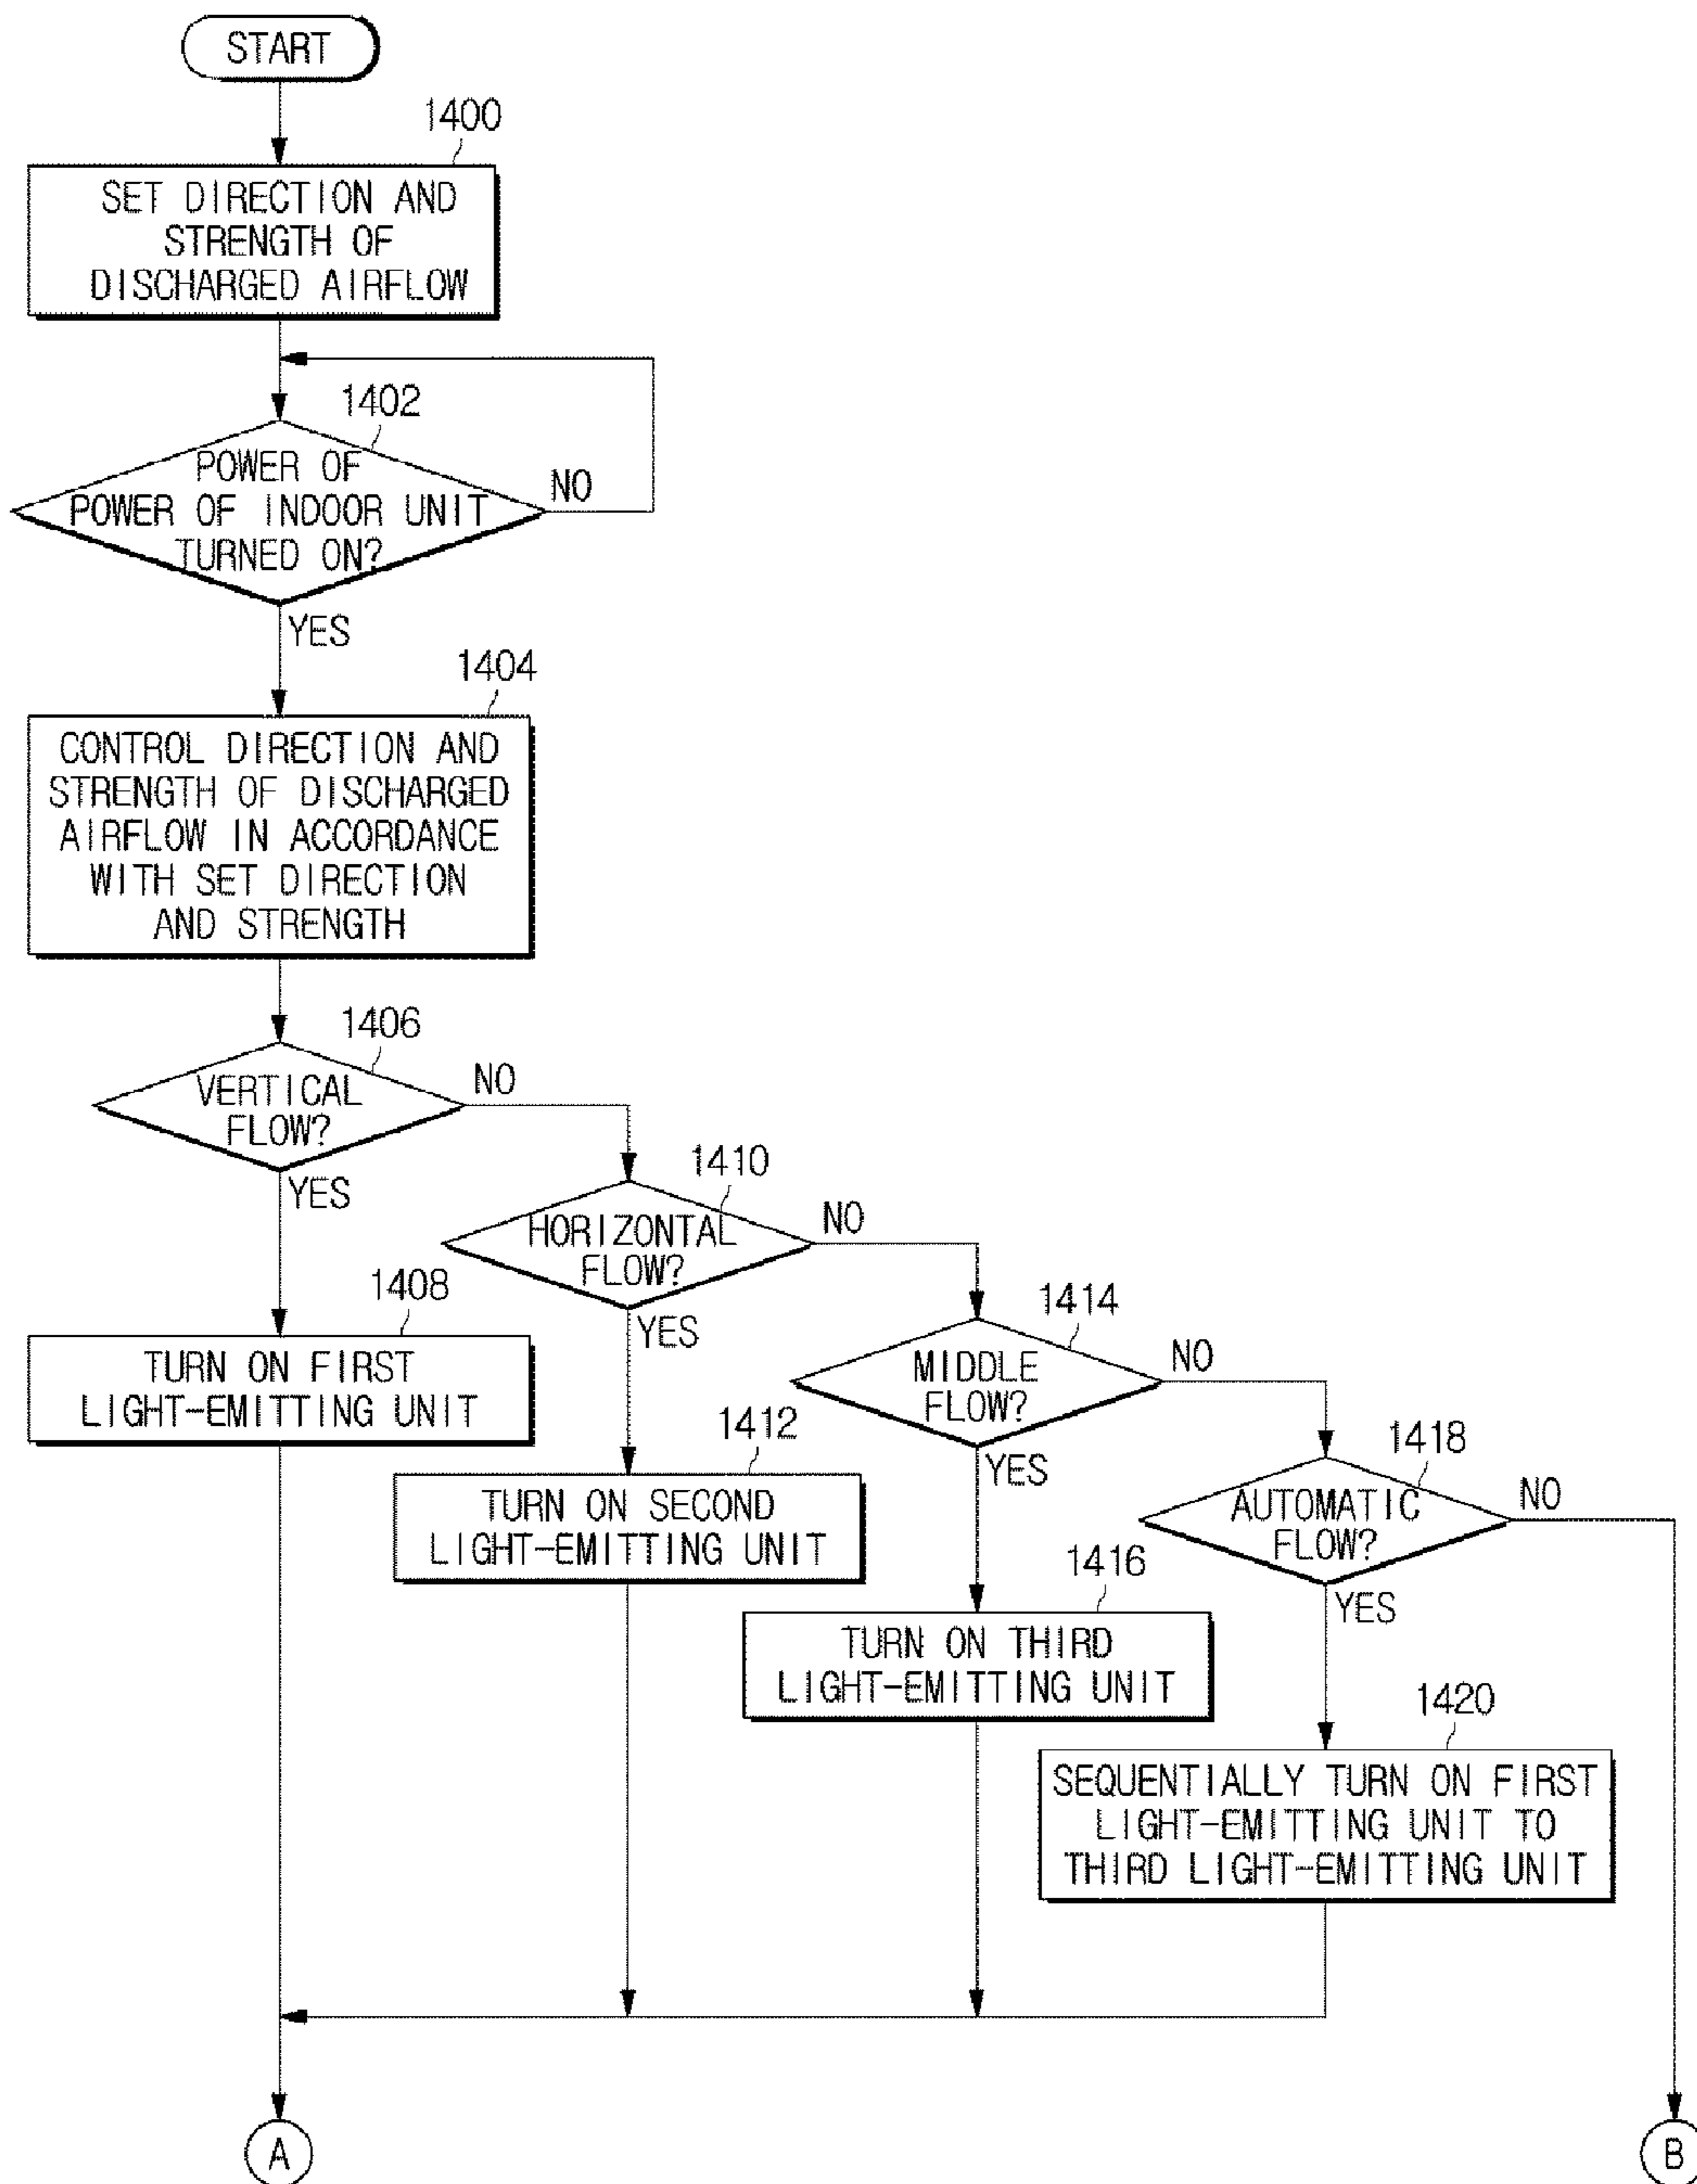 START
1400
SET DIRECTION AND
STRENGTH OF
DISCHARGED AIRFLOW
1402
POWER OF
POWER OF INDOOR UNIT
TURNED ON?
NO
YES
1404
CONTROL DIRECTION AND
STRENGTH OF DISCHARGED
AIRFLOW IN ACCORDANCE
WITH SET DIRECTION
AND STRENGTH
1406
VERTICAL
FLOW?
NO
YES
1408
TURN ON FIRST
LIGHT-EMITTING UNIT
1410
HORIZONTAL
FLOW?
NO
YES
1412
TURN ON SECOND
LIGHT-EMITTING UNIT
1414
MIDDLE
FLOW?
NO
YES
1416
TURN ON THIRD
LIGHT-EMITTING UNIT
1418
AUTOMATIC
FLOW?
NO
YES
1420
SEQUENTIALLY TURN ON FIRST
LIGHT-EMITTING UNIT TO
THIRD LIGHT-EMITTING UNIT
A
B